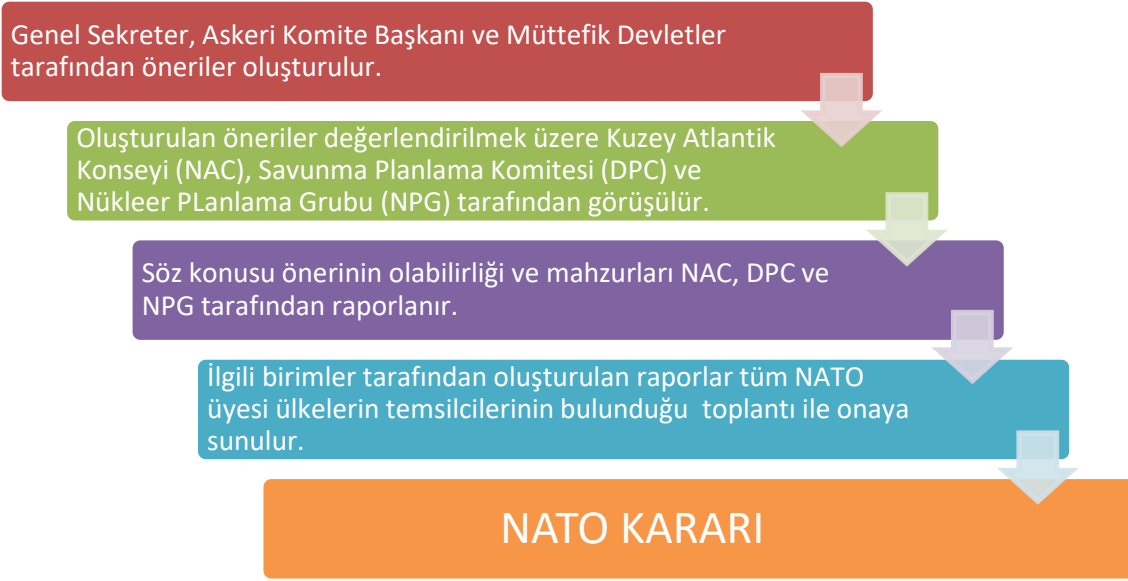 Genel Sekreter, Askeri Komite Başkanı ve Müttefik Devletler
tarafından öneriler oluşturulur.
Oluşturulan öneriler değerlendirilmek üzere Kuzey Atlantik
Konseyi (NAC), Savunma Planlama Komitesi (DPC) ve
Nükleer PLanlama Grubu (NPG) tarafından görüşülür.
Söz konusu önerinin olabilirliği ve mahzurları NAC, DPC ve
NPG tarafından raporlanır.
İlgili birimler tarafından oluşturulan raporlar tüm NATO
üyesi ülkelerin temsilcilerinin bulunduğu toplantı ile onaya
sunulur.
NATO KARARI